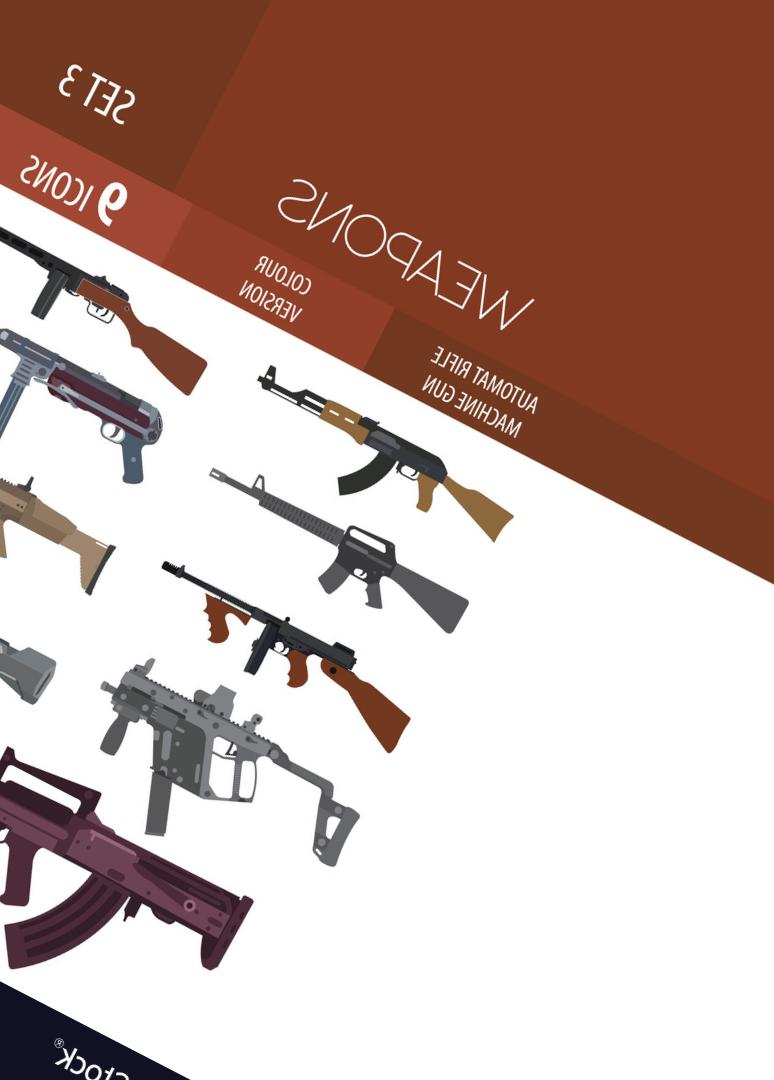 WEAPONS
SET 3
AUTOMAT RIFLE
MACHINE GUN
COLOUR
VERSION
9 ICONS